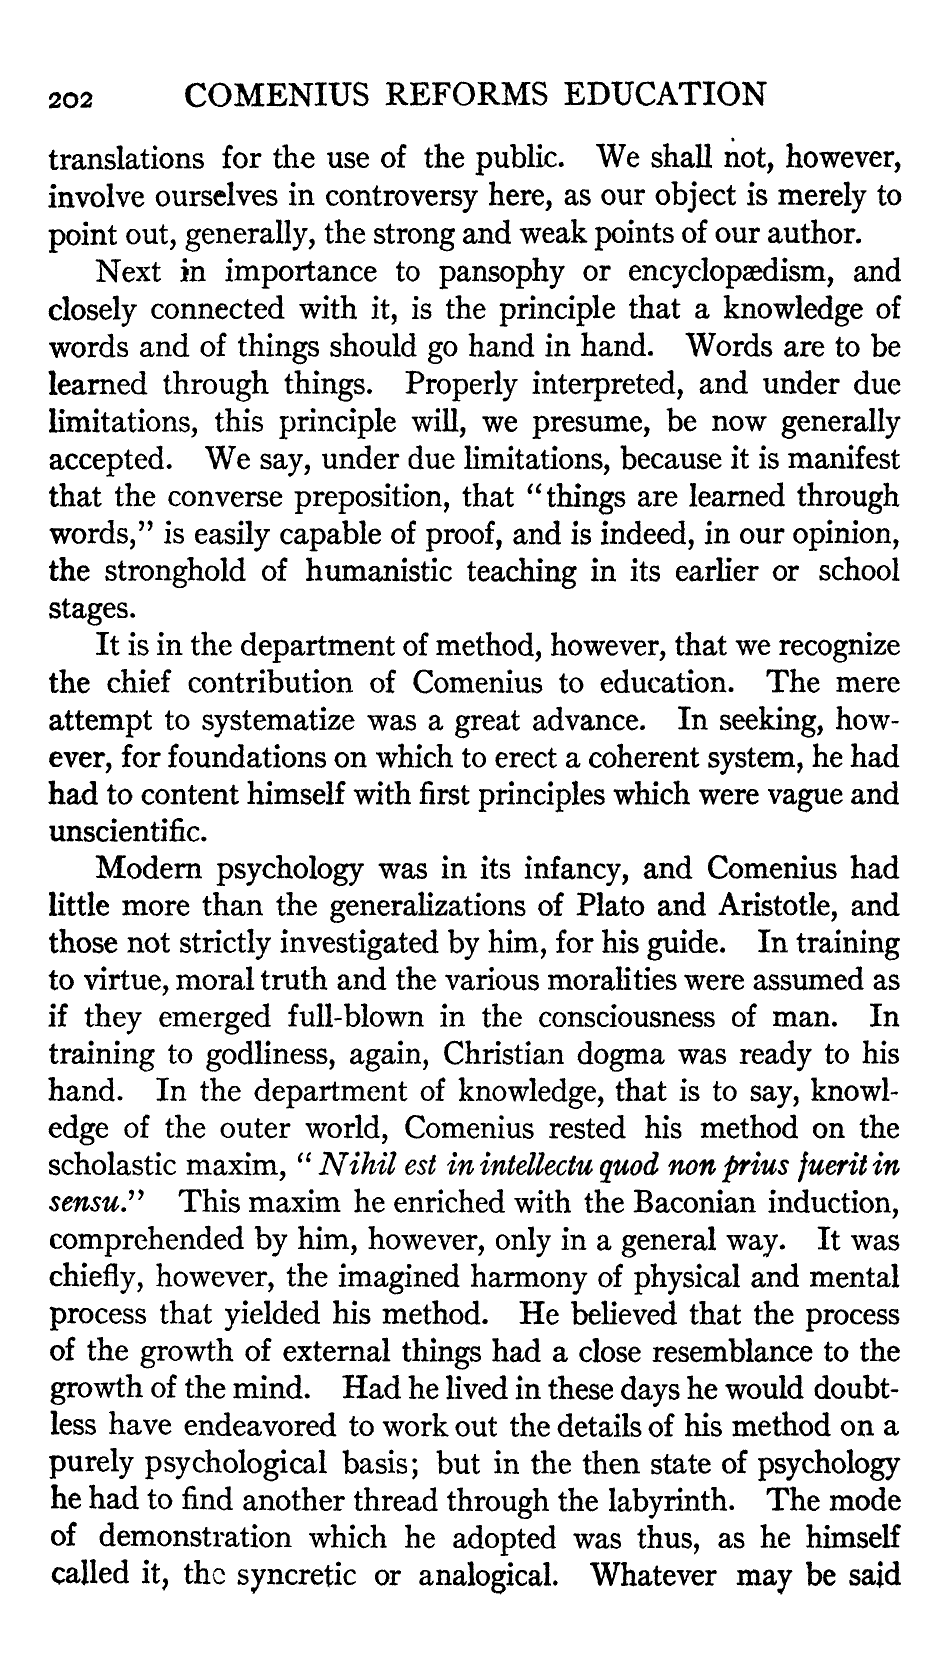 202 COMENIUS REFORMS EDUCATION
translations for the use of the public. We shall not, however,
involve ourselves in controversy here, as our object is merely to
point out, generally, the strong and weak points of our author.
Next in importance to pansophy or encyclopædism, and
closely connected with it, is the principle that a knowledge of
words and of things should go hand in hand. Words are to be
learned through things. Properly interpreted, and under due
limitations, this principle will, we presume, be now generally
accepted. We say, under due limitations, because it is manifest
that the converse preposition, that "things are learned through
words," is easily capable of proof, and is indeed, in our opinion,
the stronghold of humanistic teaching in its earlier or school
stages.
It is in the department of method, however, that we recognize
the chief contribution of Comenius to education. The mere
attempt to systematize was a great advance. In seeking, how-
ever, for foundations on which to erect a coherent system, he had
had to content himself with first principles which were vague and
unscientific.
Modern psychology was in its infancy, and Comenius had
little more than the generalizations of Plato and Aristotle, and
those not strictly investigated by him, for his guide. In training
to virtue, moral truth and the various moralities were assumed as
if they emerged full-blown in the consciousness of man. In
training to godliness, again, Christian dogma was ready to his
hand. In the department of knowledge, that is to say, knowl-
edge of the outer world, Comenius rested his method on the
scholastic maxim, "Nihil est in intellectu quod non prius fuerit in
sensu." This maxim he enriched with the Baconian induction,
comprehended by him, however, only in a general way. It was
chiefly, however, the imagined harmony of physical and mental
process that yielded his method. He believed that the process
of the growth of external things had a close resemblance to the
growth of the mind. Had he lived in these days he would doubt-
less have endeavored to work out the details of his method on a
purely psychological basis; but in the then state of psychology
he had to find another thread through the labyrinth. The mode
of demonstration which he adopted was thus, as he himself
called it, the syncretic or analogical. Whatever may be said